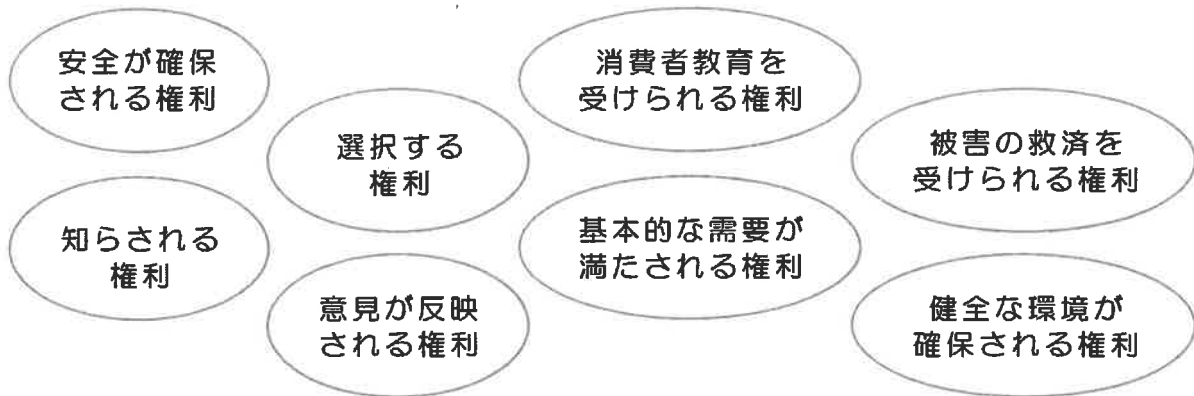 安全が確保
される権利
消費者教育を
受けられる権利
選択する
権利
被害の救済を
受けられる権利
知らされる
権利
基本的な需要が
満たされる権利
意見が反映
される権利
健全な環境が
確保される権利